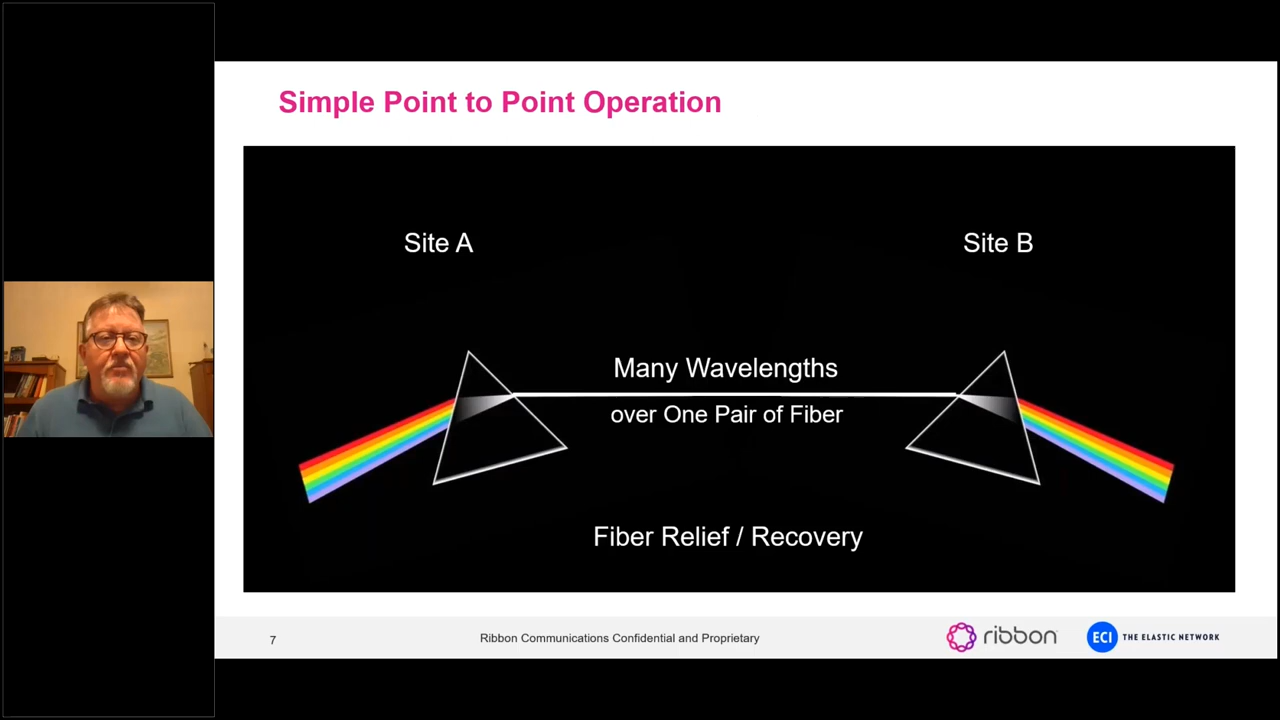 Simple Point to Point Operation
Site A
Site B
Many Wavelengths
over One Pair of Fiber
Fiber Relief / Recovery
7
Ribbon Communications Confidential and Proprietary
ribbon
ECI THE ELASTIC NETWORK